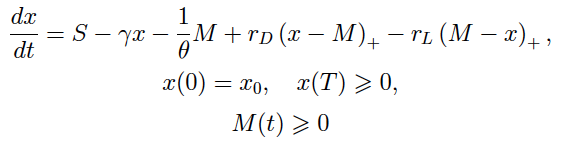 dx/dt = S − γx − 1/θ M + r_D (x − M)_+ − r_L (M − x)_+ ,
x(0) = x_0,   x(T) ⩾ 0,
M(t) ⩾ 0